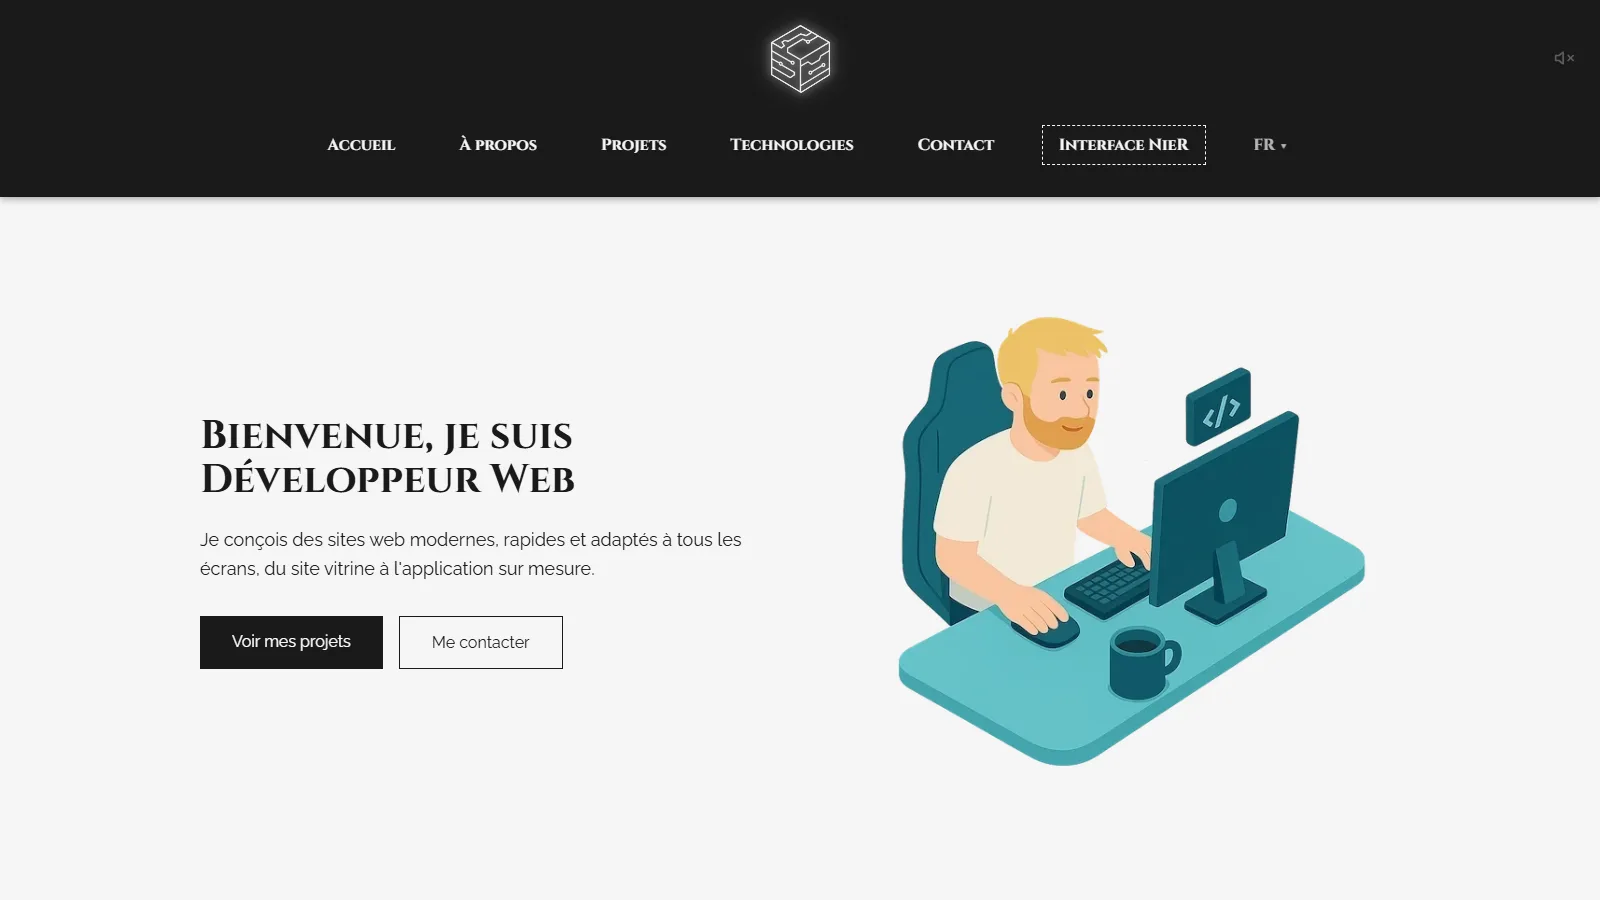 Accueil
À propos
Projets
Technologies
Contact
Interface NieR
FR ▾
Bienvenue, je suis
Développeur Web
Je conçois des sites web modernes, rapides et adaptés à tous les
écrans, du site vitrine à l'application sur mesure.
Voir mes projets
Me contacter
</>